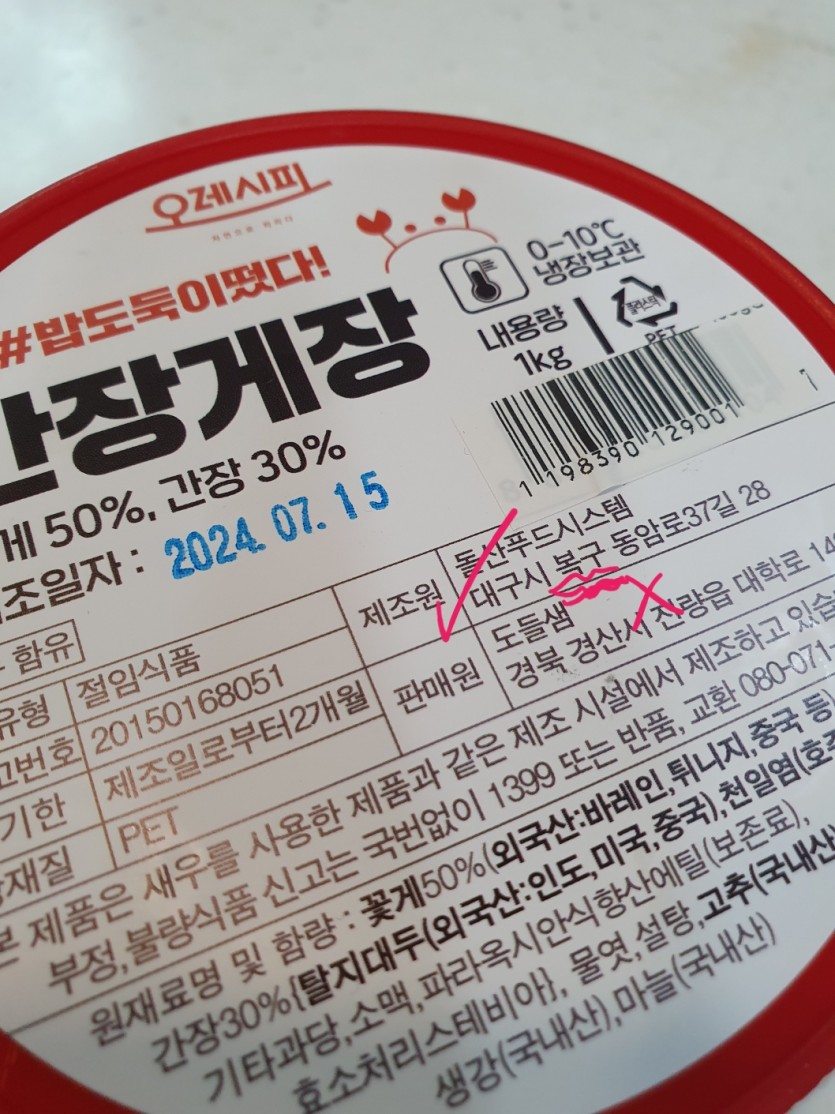 오레시피
#밥도둑이떴다!
간장게장
게 50%, 간장 30%
제조일자 : 2024. 07. 15
0-10℃
냉장보관
내용량
1kg
플라스틱
PET
1 198390 129001
7
함유
유형 절임식품
고번호 20150168051
기한 제조일로부터2개월
재질 PET
제조원 돌산푸드시스템
대구시 북구 동암로37길 28
판매원 도들샘
경북 경산시 진량읍 대학로
본 제품은 새우를 사용한 제품과 같은 제조 시설에서 제조하고 있습
부정,불량식품 신고는 국번없이 1399 또는 반품, 교환 080-071-
원재료명 및 함량 : 꽃게50%(외국산:바레인,튀니지,중국 등)
간장30%{탈지대두(외국산:인도,미국,중국),천일염(호주
기타과당,소맥,파라옥시안식향산에틸(보존료),
효소처리스테비아}, 물엿,설탕,고추(국내산
생강(국내산),마늘(국내산)